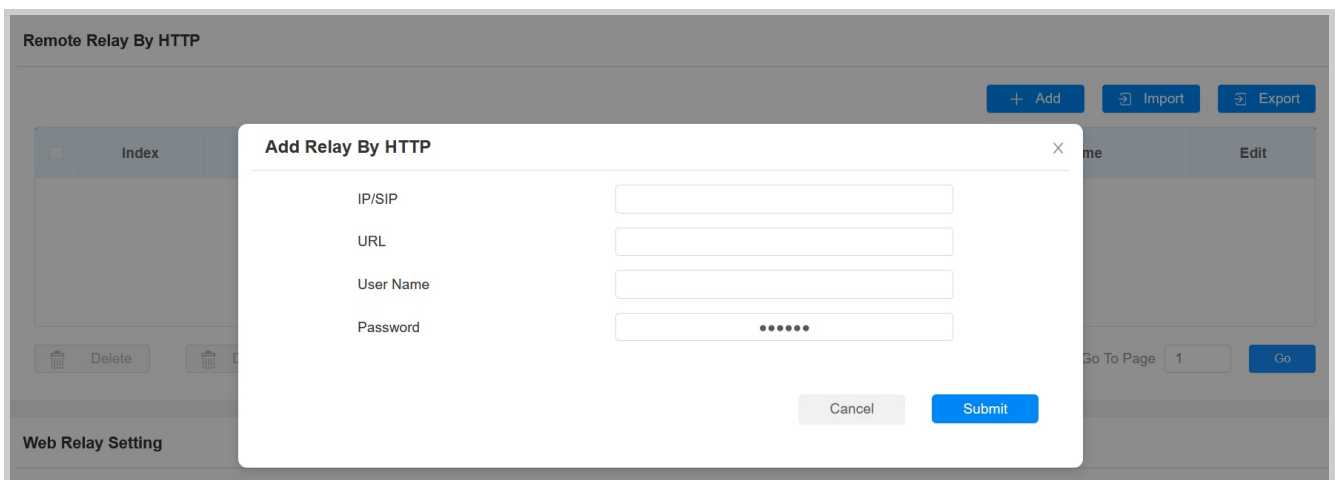 Remote Relay By HTTP
+ Add Import Export
Index me Edit
Add Relay By HTTP X
IP/SIP
URL
User Name
Password ••••••
Delete D Go To Page 1 Go
Cancel Submit
Web Relay Setting